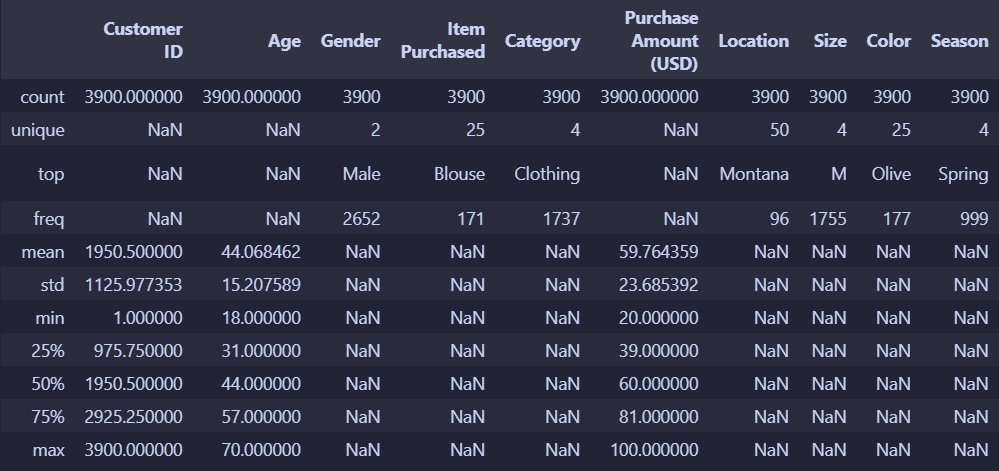 Customer ID Age Gender Item Purchased Category Purchase Amount (USD) Location Size Color Season
count 3900.000000 3900.000000 3900 3900 3900 3900.000000 3900 3900 3900 3900
unique NaN NaN 2 25 4 NaN 50 4 25 4
top NaN NaN Male Blouse Clothing NaN Montana M Olive Spring
freq NaN NaN 2652 171 1737 NaN 96 1755 177 999
mean 1950.500000 44.068462 NaN NaN NaN 59.764359 NaN NaN NaN NaN
std 1125.977353 15.207589 NaN NaN NaN 23.685392 NaN NaN NaN NaN
min 1.000000 18.000000 NaN NaN NaN 20.000000 NaN NaN NaN NaN
25% 975.750000 31.000000 NaN NaN NaN 39.000000 NaN NaN NaN NaN
50% 1950.500000 44.000000 NaN NaN NaN 60.000000 NaN NaN NaN NaN
75% 2925.250000 57.000000 NaN NaN NaN 81.000000 NaN NaN NaN NaN
max 3900.000000 70.000000 NaN NaN NaN 100.000000 NaN NaN NaN NaN